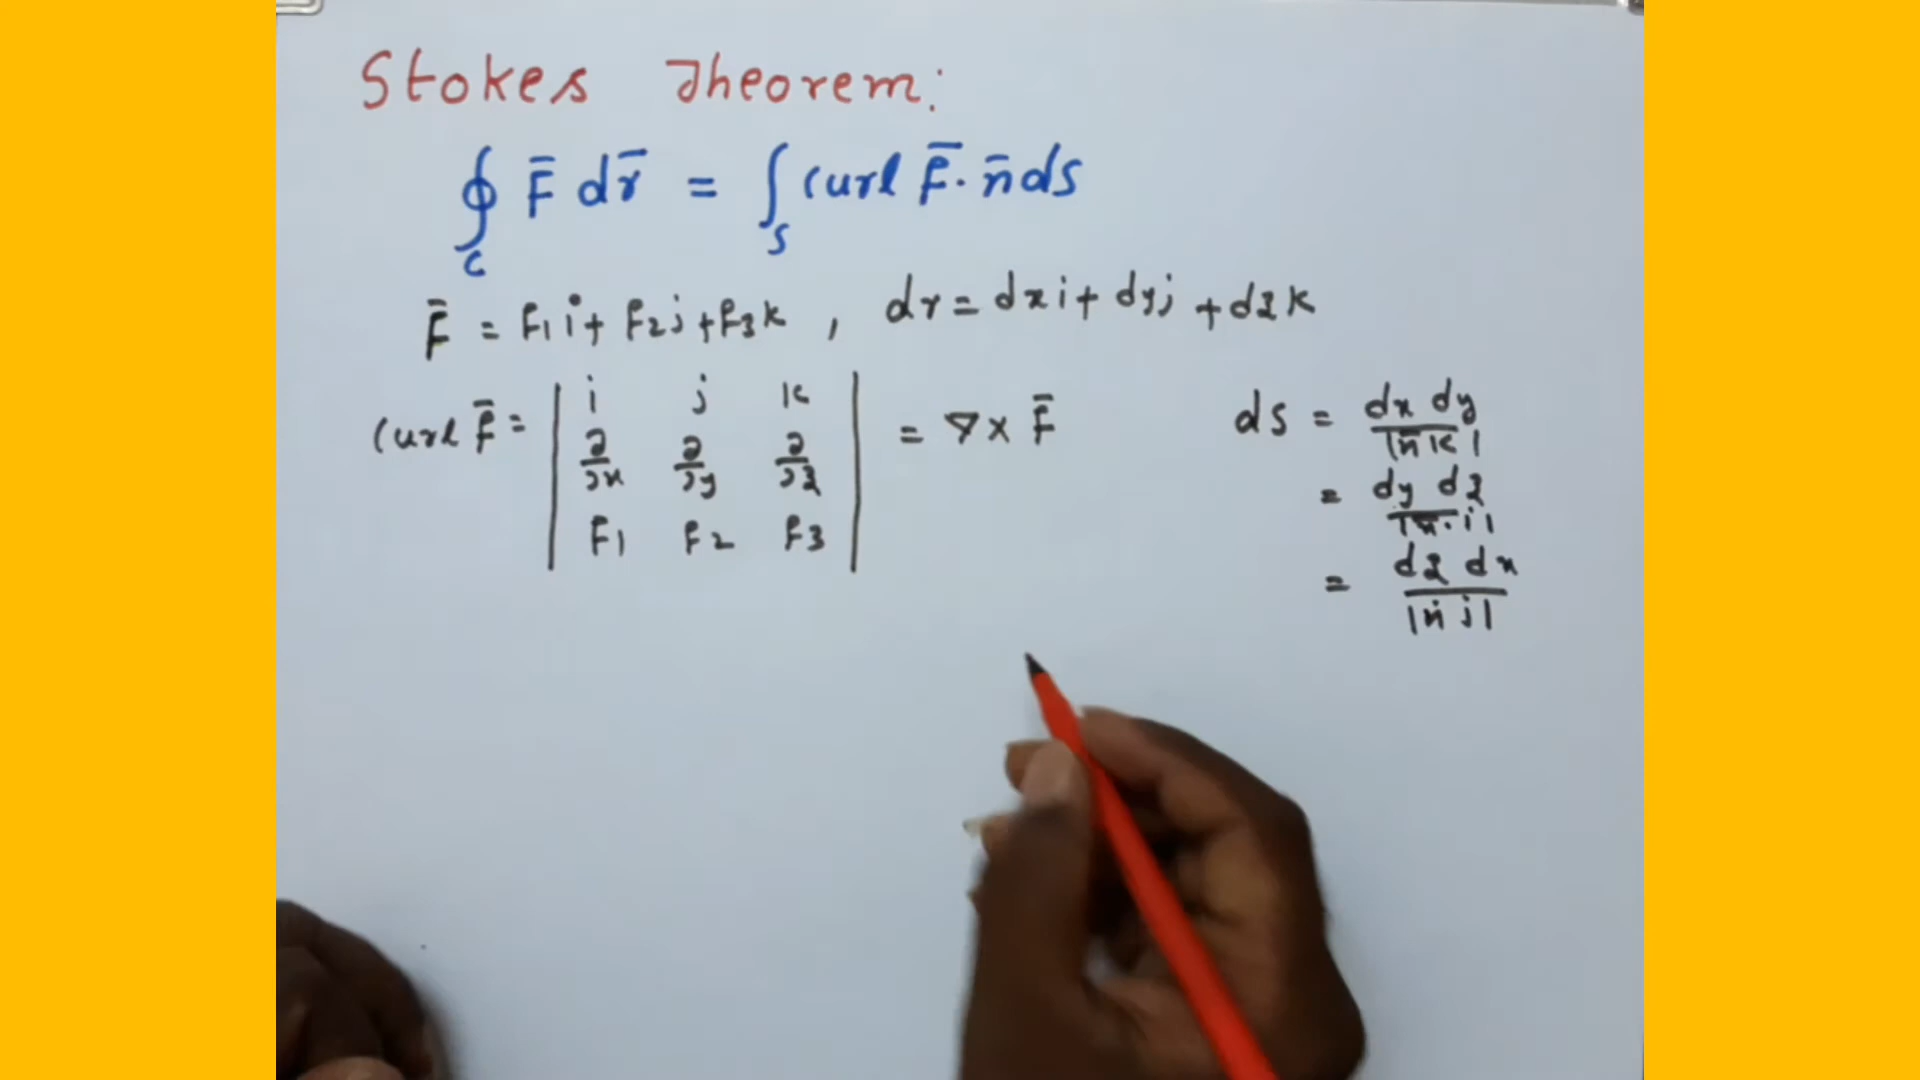 Stokes Theorem:
∮_C F̄ dr̄ = ∫_S Curl F̄ · n̄ ds
F̄ = F1 i + F2 j + F3 k , dr = dx i + dy j + dz k
Curl F̄ = | i j k | = ∇ × F̄
| ∂/∂x ∂/∂y ∂/∂z |
| F1 F2 F3 |
ds = dx dy / |n̄ k|
= dy dz / |n̄ · i|
= dz dx / |n̄ j|